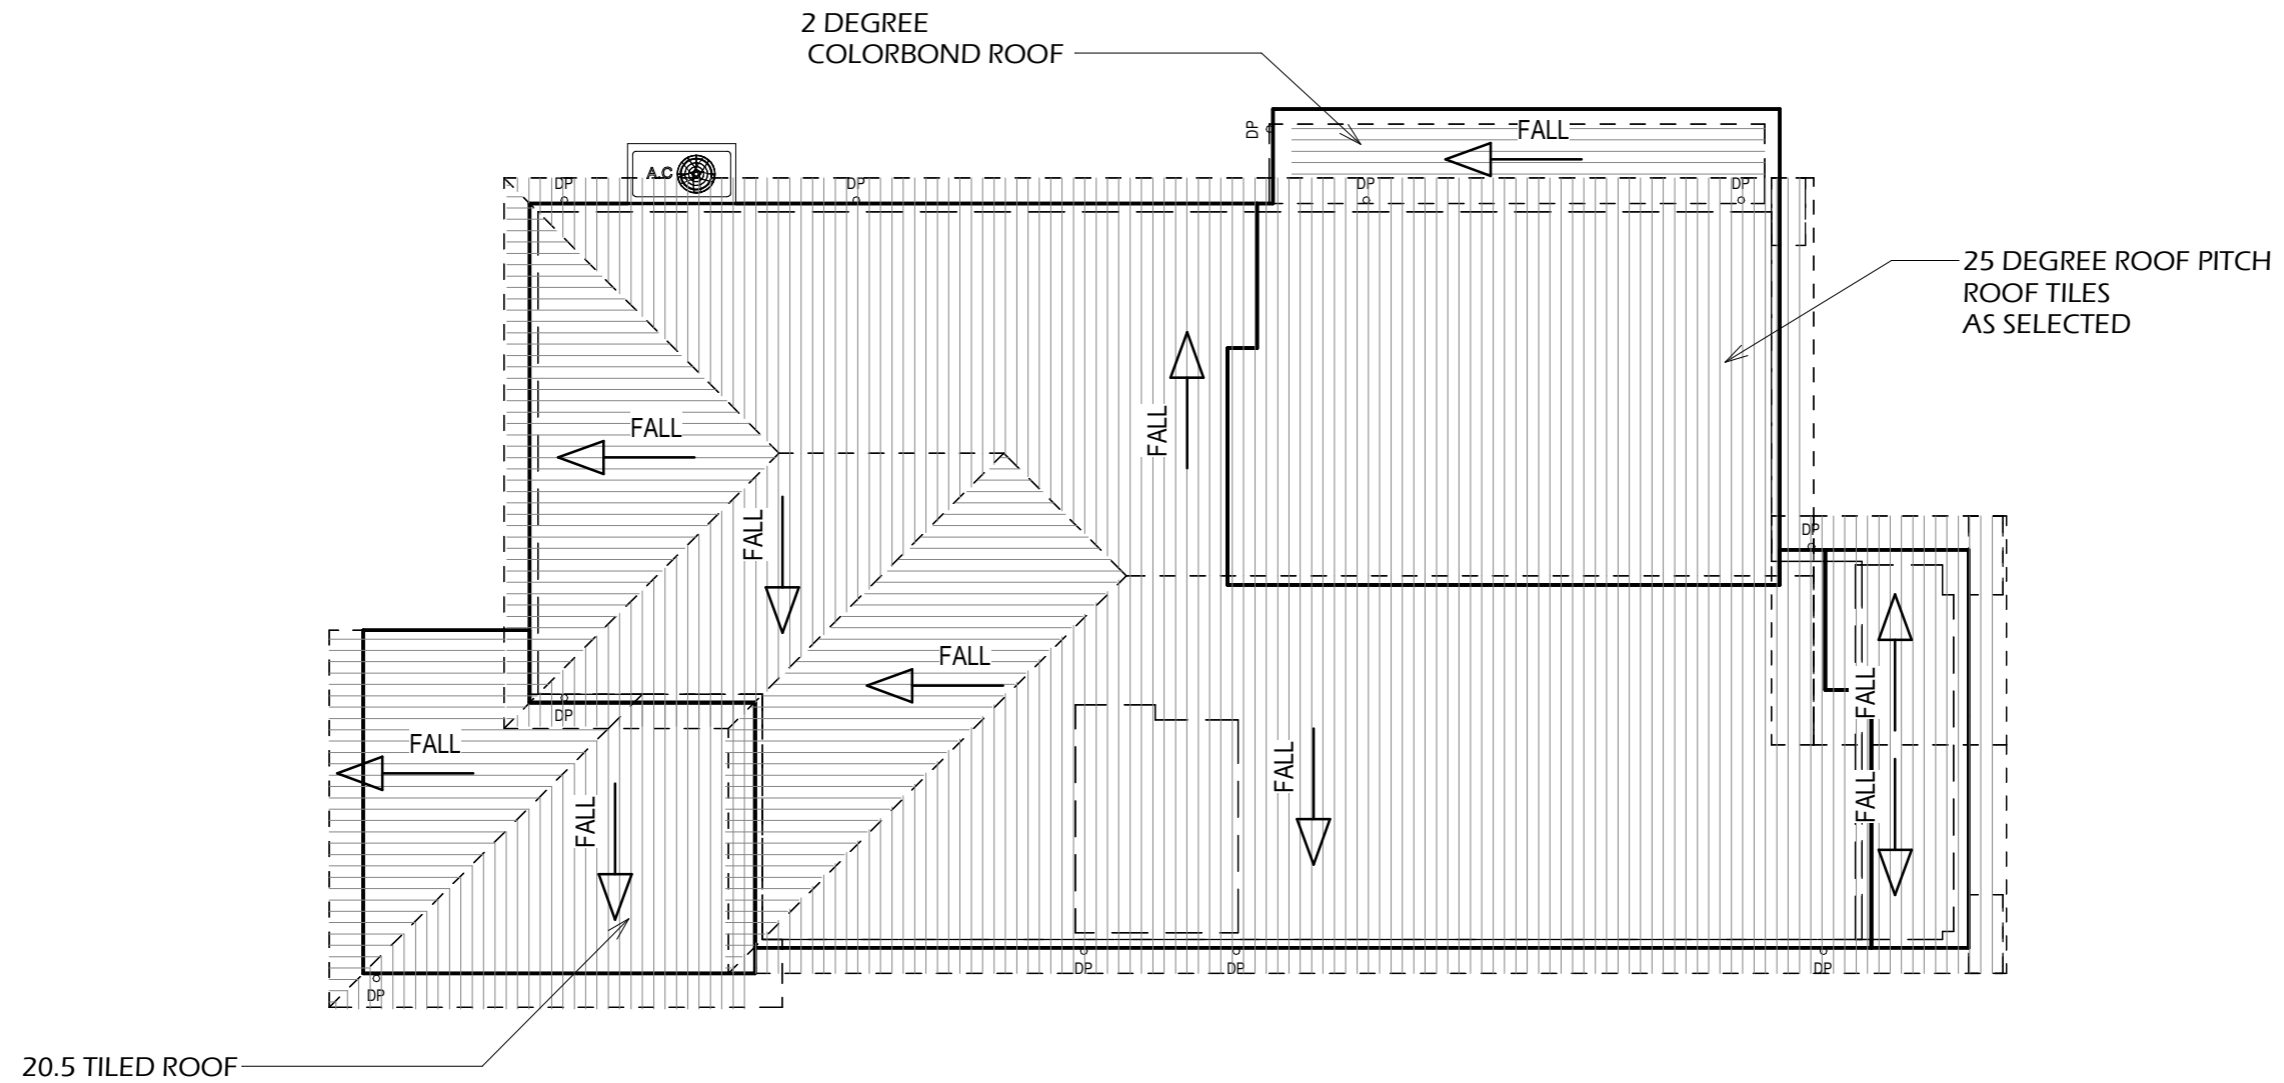 2 DEGREE
COLORBOND ROOF
DP
FALL
A.C
DP
DP
DP
DP
25 DEGREE ROOF PITCH
ROOF TILES
AS SELECTED
FALL
FALL
FALL
DP
FALL
FALL
DP
FALL
FALL
FALL
FALL
DP
DP
DP
DP
20.5 TILED ROOF